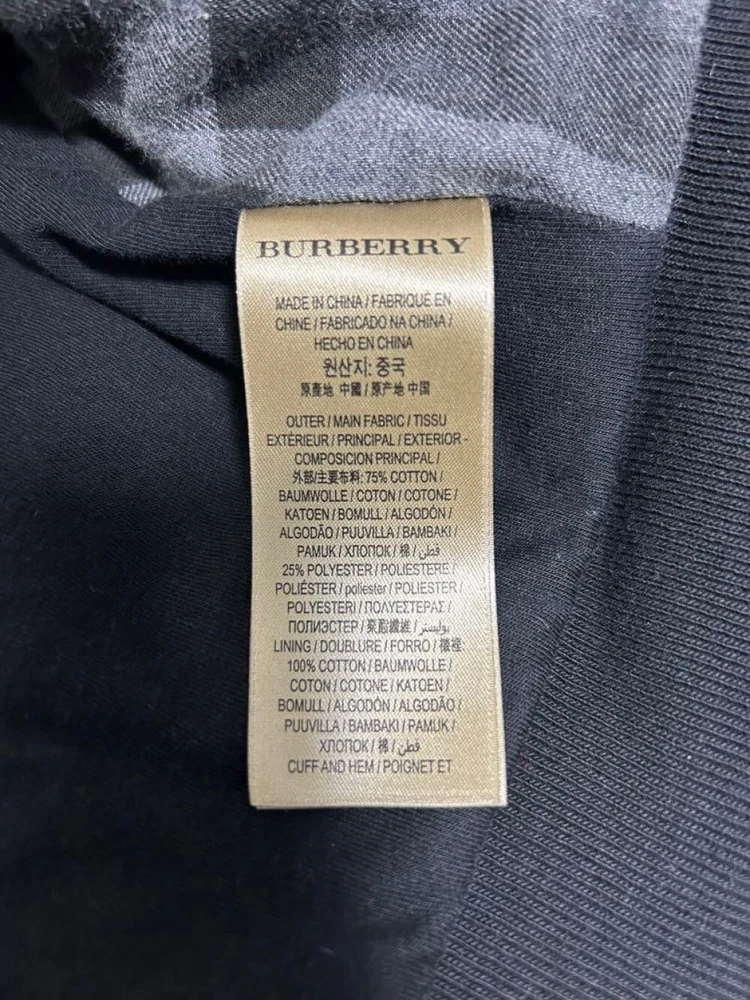 BURBERRY
MADE IN CHINA / FABRIQUÉ EN
CHINE / FABRICADO NA CHINA /
HECHO EN CHINA
원산지: 중국
原產地 中國 / 原产地 中国
OUTER / MAIN FABRIC / TISSU
EXTÉRIEUR / PRINCIPAL / EXTERIOR -
COMPOSICION PRINCIPAL /
外部/主要布料: 75% COTTON /
BAUMWOLLE / COTON / COTONE /
KATOEN / BOMULL / ALGODÓN /
ALGODÃO / PUUVILLA / BAMBAKI /
PAMUK / ХЛОПОК / 棉 / قطن /
25% POLYESTER / POLIESTERE /
POLIÉSTER / poliester / POLIESTER /
POLYESTERI / ΠΟΛΥΕΣΤΕΡΑΣ /
ПОЛИЭСТЕР / 聚酯纖維 / بوليستر /
LINING / DOUBLURE / FORRO / 襯裡:
100% COTTON / BAUMWOLLE /
COTON / COTONE / KATOEN /
BOMULL / ALGODÓN / ALGODÃO /
PUUVILLA / BAMBAKI / PAMUK /
ХЛОПОК / 棉 / قطن /
CUFF AND HEM / POIGNET ET